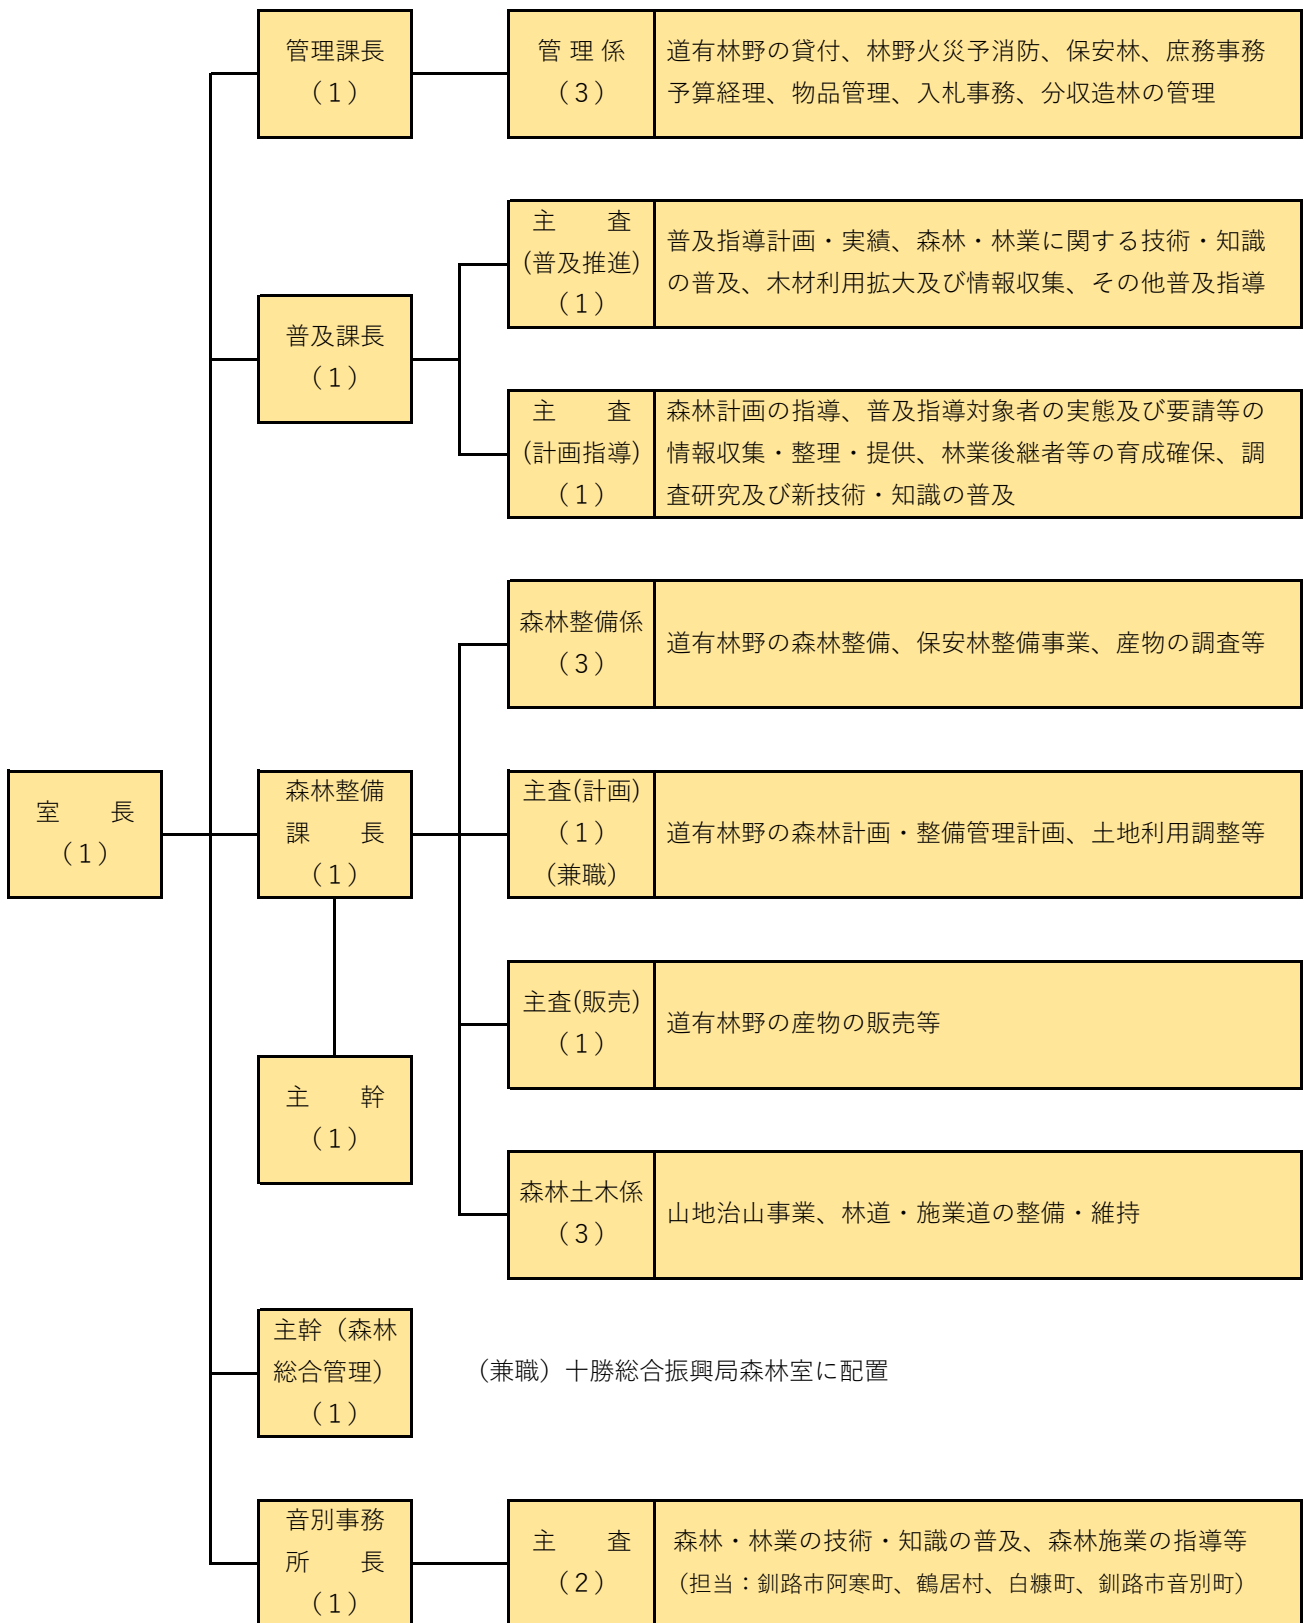 管理課長
（1）
管 理 係
（3）
道有林野の貸付、林野火災予消防、保安林、庶務事務
予算経理、物品管理、入札事務、分収造林の管理
主　　査
(普及推進)
（1）
普及指導計画・実績、森林・林業に関する技術・知識
の普及、木材利用拡大及び情報収集、その他普及指導
普及課長
（1）
主　　査
(計画指導)
（1）
森林計画の指導、普及指導対象者の実態及び要請等の
情報収集・整理・提供、林業後継者等の育成確保、調
査研究及び新技術・知識の普及
森林整備係
（3）
道有林野の森林整備、保安林整備事業、産物の調査等
室　　長
（1）
森林整備
課　　長
（1）
主査(計画)
（1）
（兼職）
道有林野の森林計画・整備管理計画、土地利用調整等
主査(販売)
（1）
道有林野の産物の販売等
主　　幹
（1）
森林土木係
（3）
山地治山事業、林道・施業道の整備・維持
主幹（森林
総合管理）
（1）
（兼職）十勝総合振興局森林室に配置
音別事務
所　　長
（1）
主　　査
（2）
森林・林業の技術・知識の普及、森林施業の指導等
（担当：釧路市阿寒町、鶴居村、白糠町、釧路市音別町）